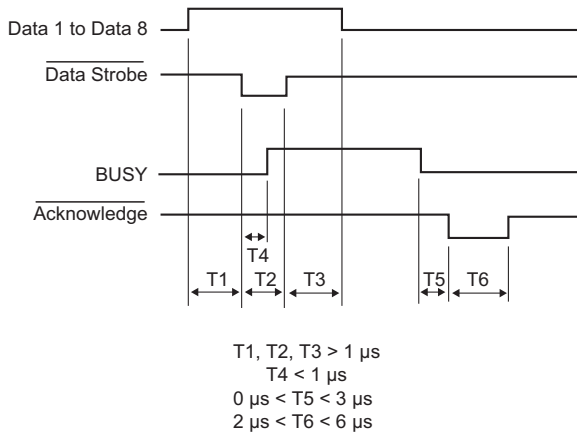 Data 1 to Data 8
Data Strobe
BUSY
Acknowledge
T4
T1 T2 T3 T5 T6
T1, T2, T3 > 1 µs
T4 < 1 µs
0 µs < T5 < 3 µs
2 µs < T6 < 6 µs